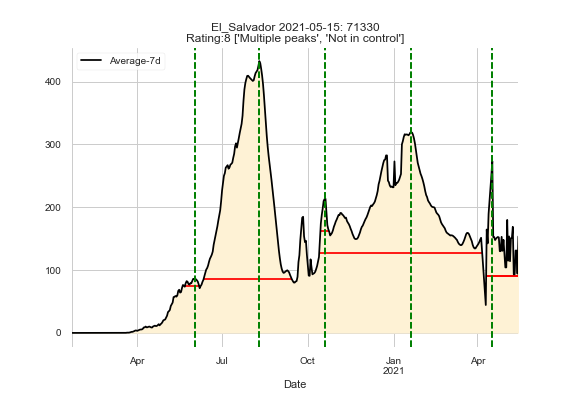 El_Salvador 2021-05-15: 71330
Rating:8 ['Multiple peaks', 'Not in control']
Average-7d
400
300
200
100
0
Apr
Jul
Oct
Jan
2021
Apr
Date